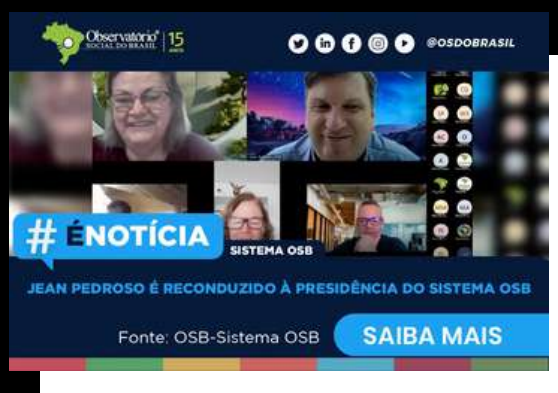 Observatório
SOCIAL DO BRASIL
15
ANOS
@OSDOBRASIL
# ÉNOTÍCIA
SISTEMA OSB
JEAN PEDROSO É RECONDUZIDO À PRESIDÊNCIA DO SISTEMA OSB
Fonte: OSB-Sistema OSB
SAIBA MAIS